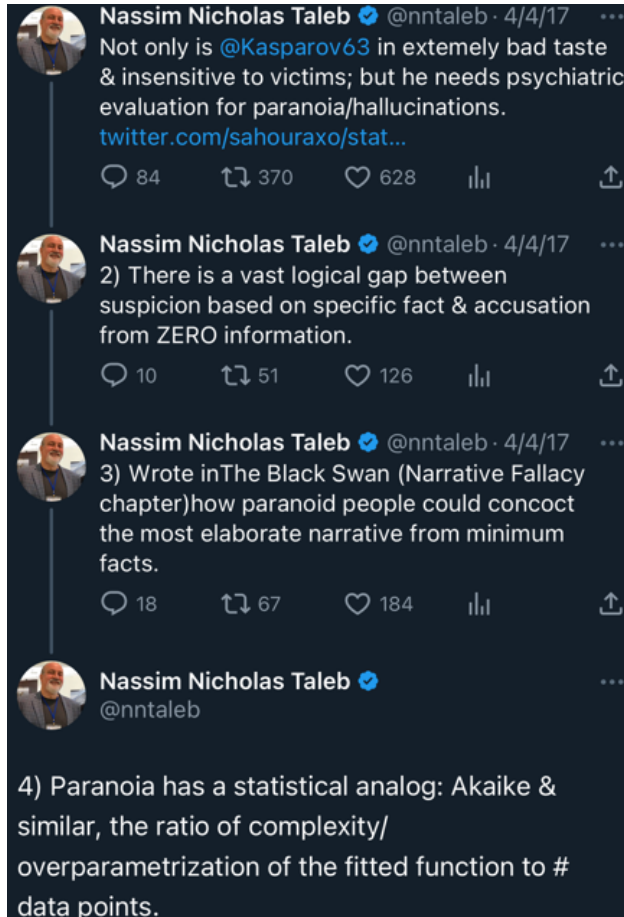 Nassim Nicholas Taleb @nntaleb · 4/4/17 ...
Not only is @Kasparov63 in extemely bad taste
& insensitive to victims; but he needs psychiatric
evaluation for paranoia/hallucinations.
twitter.com/sahouraxo/stat...
84 370 628
Nassim Nicholas Taleb @nntaleb · 4/4/17 ...
2) There is a vast logical gap between
suspicion based on specific fact & accusation
from ZERO information.
10 51 126
Nassim Nicholas Taleb @nntaleb · 4/4/17 ...
3) Wrote inThe Black Swan (Narrative Fallacy
chapter)how paranoid people could concoct
the most elaborate narrative from minimum
facts.
18 67 184
Nassim Nicholas Taleb ...
@nntaleb
4) Paranoia has a statistical analog: Akaike &
similar, the ratio of complexity/
overparametrization of the fitted function to #
data points.